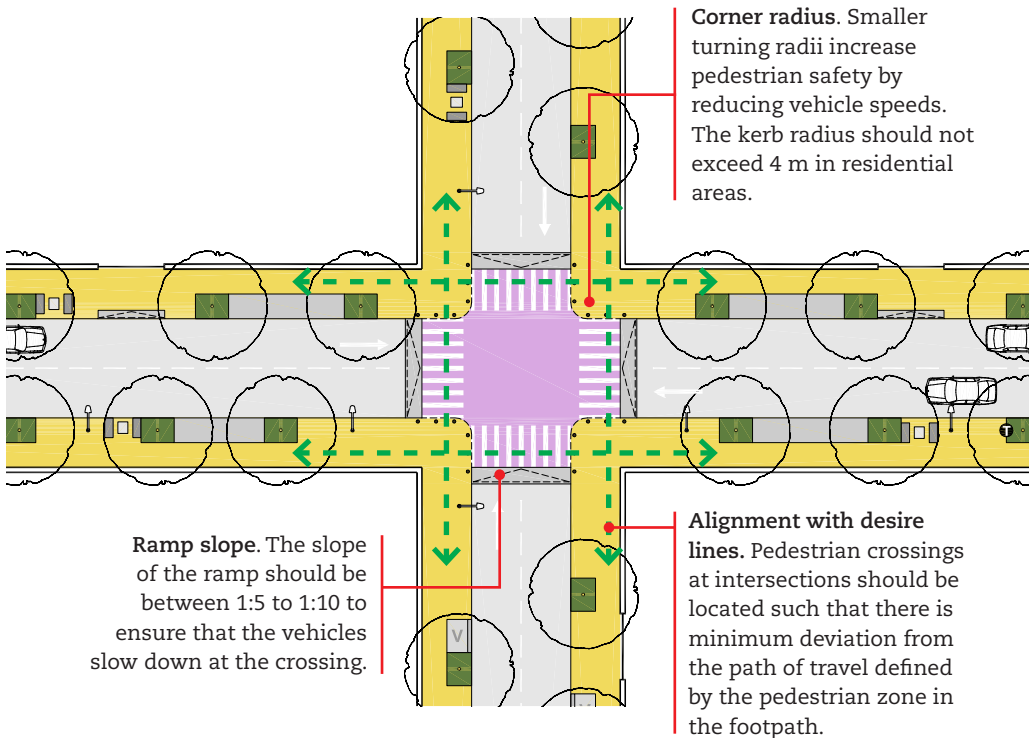 Corner radius. Smaller
turning radii increase
pedestrian safety by
reducing vehicle speeds.
The kerb radius should not
exceed 4 m in residential
areas.
T
Ramp slope. The slope
of the ramp should be
between 1:5 to 1:10 to
ensure that the vehicles
slow down at the crossing.
Alignment with desire
lines. Pedestrian crossings
at intersections should be
located such that there is
minimum deviation from
the path of travel defined
by the pedestrian zone in
the footpath.
V